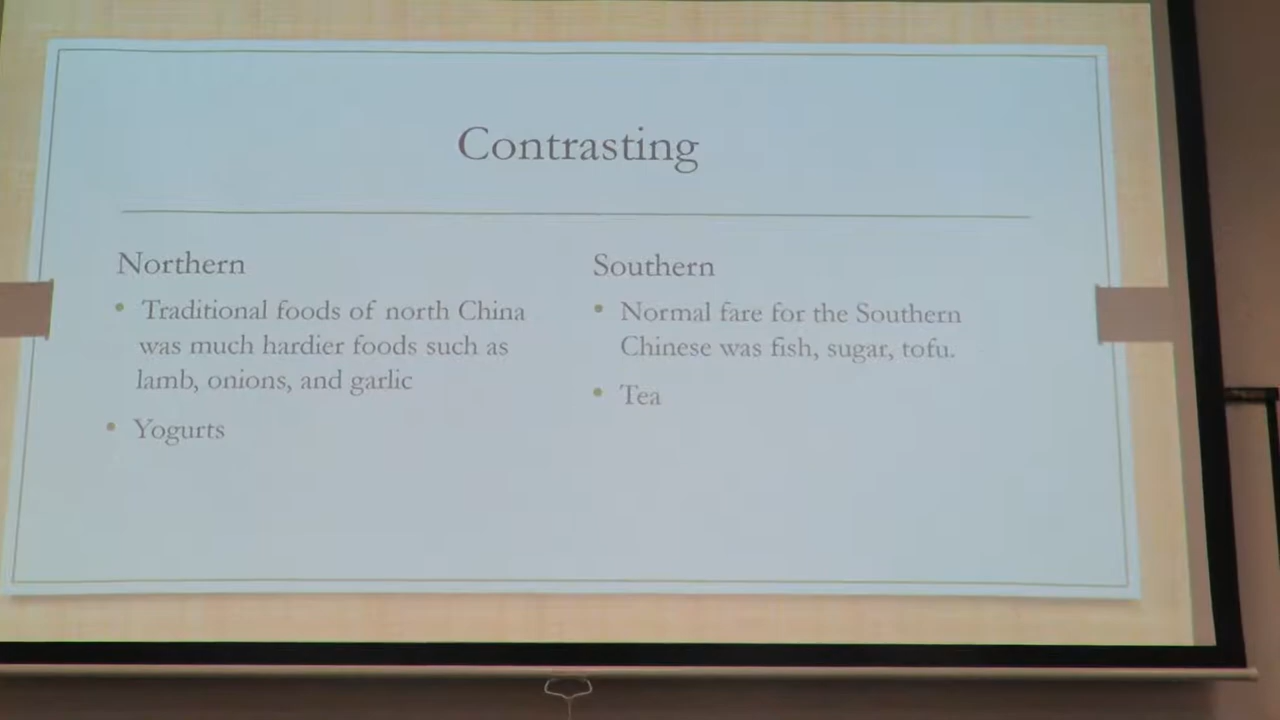 Contrasting
Northern
• Traditional foods of north China
was much hardier foods such as
lamb, onions, and garlic
• Yogurts
Southern
• Normal fare for the Southern
Chinese was fish, sugar, tofu.
• Tea